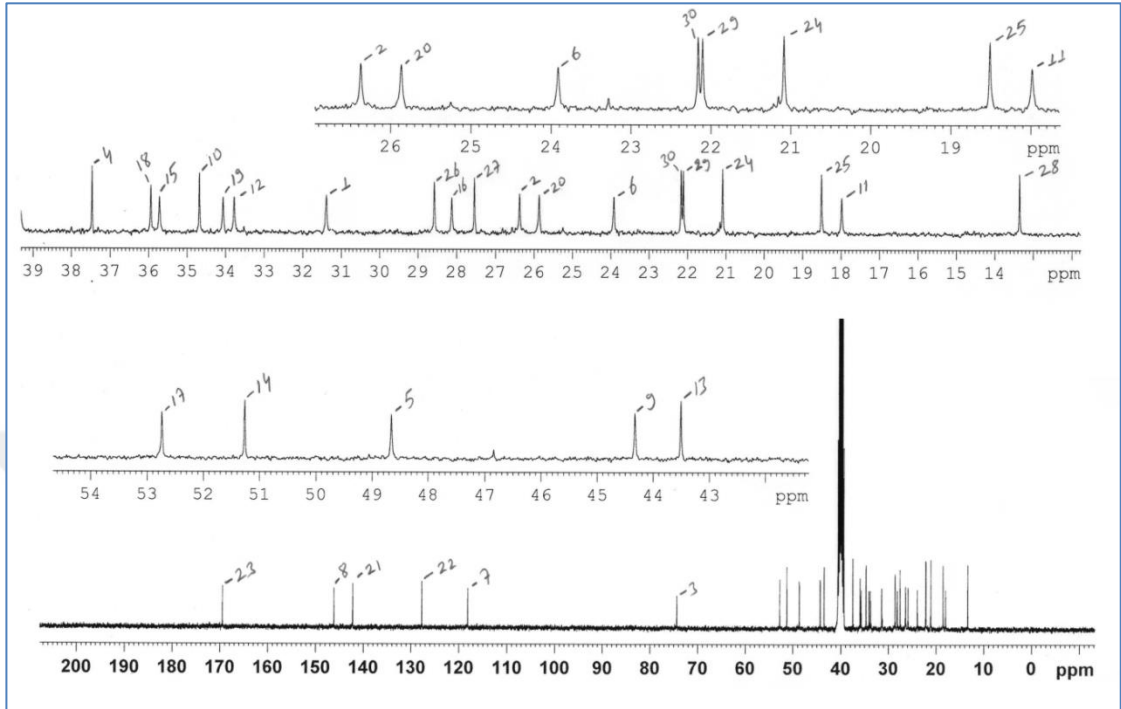 -2 -20 -6 30 -29 -24 -25 -11
26 25 24 23 22 21 20 19 ppm
-4 18 -15 -10 -19 -12 -1 -26 -16 -27 -2 -20 -6 30 -29 -24 -25 -11 -28
39 38 37 36 35 34 33 32 31 30 29 28 27 26 25 24 23 22 21 20 19 18 17 16 15 14 ppm
-17 -14 -5 -9 -13
54 53 52 51 50 49 48 47 46 45 44 43 ppm
-23 -8 -21 -22 -7 -3
200 190 180 170 160 150 140 130 120 110 100 90 80 70 60 50 40 30 20 10 0 ppm